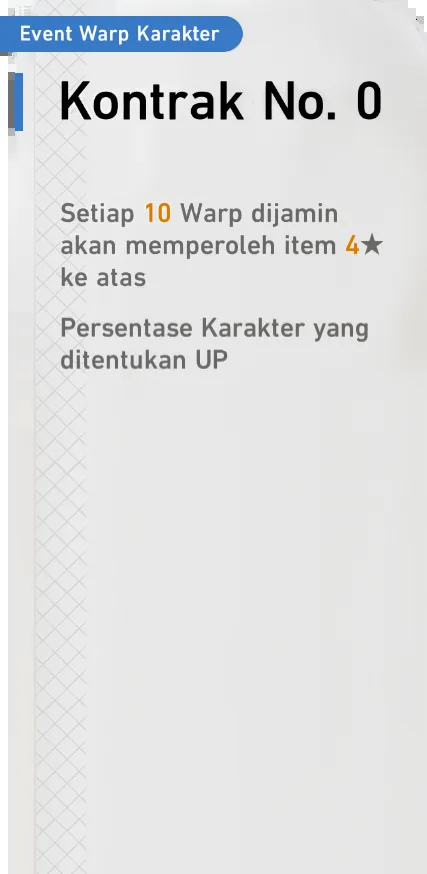 Event Warp Karakter
Kontrak No. 0
Setiap 10 Warp dijamin
akan memperoleh item 4★
ke atas
Persentase Karakter yang
ditentukan UP